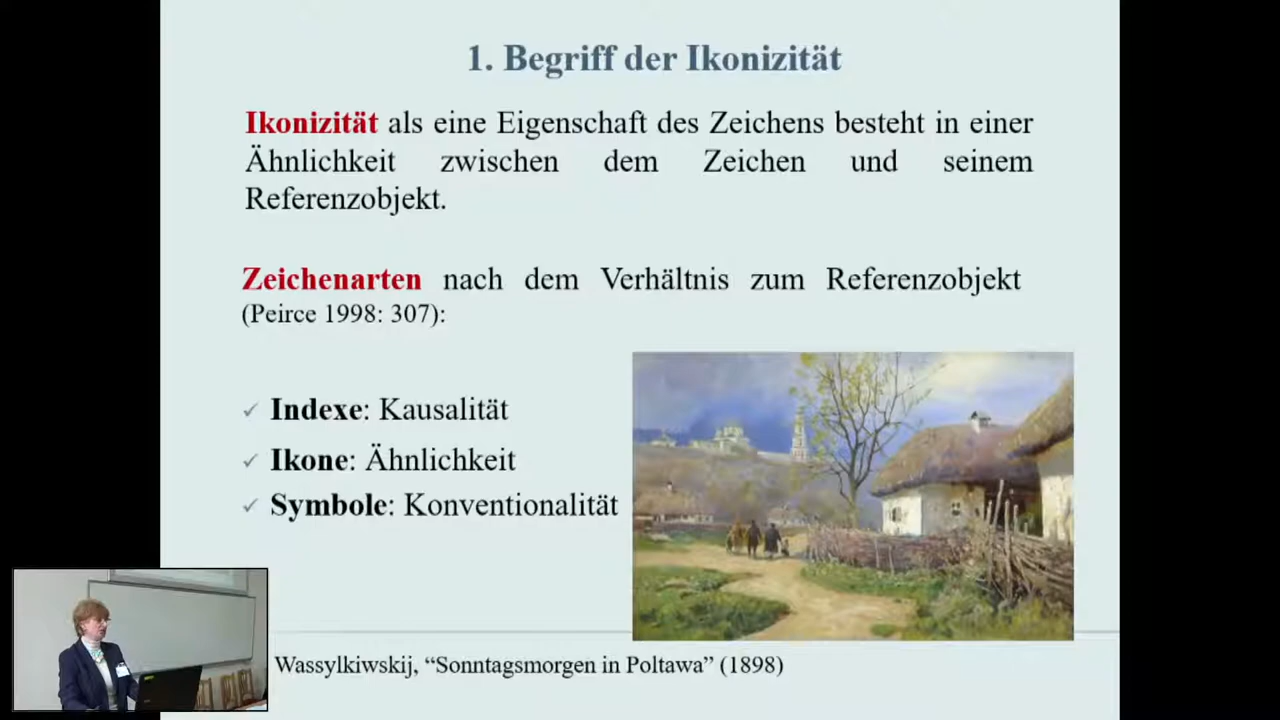 1. Begriff der Ikonizität
Ikonizität als eine Eigenschaft des Zeichens besteht in einer
Ähnlichkeit zwischen dem Zeichen und seinem
Referenzobjekt.
Zeichenarten nach dem Verhältnis zum Referenzobjekt
(Peirce 1998: 307):
✓ Indexe: Kausalität
✓ Ikone: Ähnlichkeit
✓ Symbole: Konventionalität
Wassylkiwskij, “Sonntagsmorgen in Poltawa” (1898)